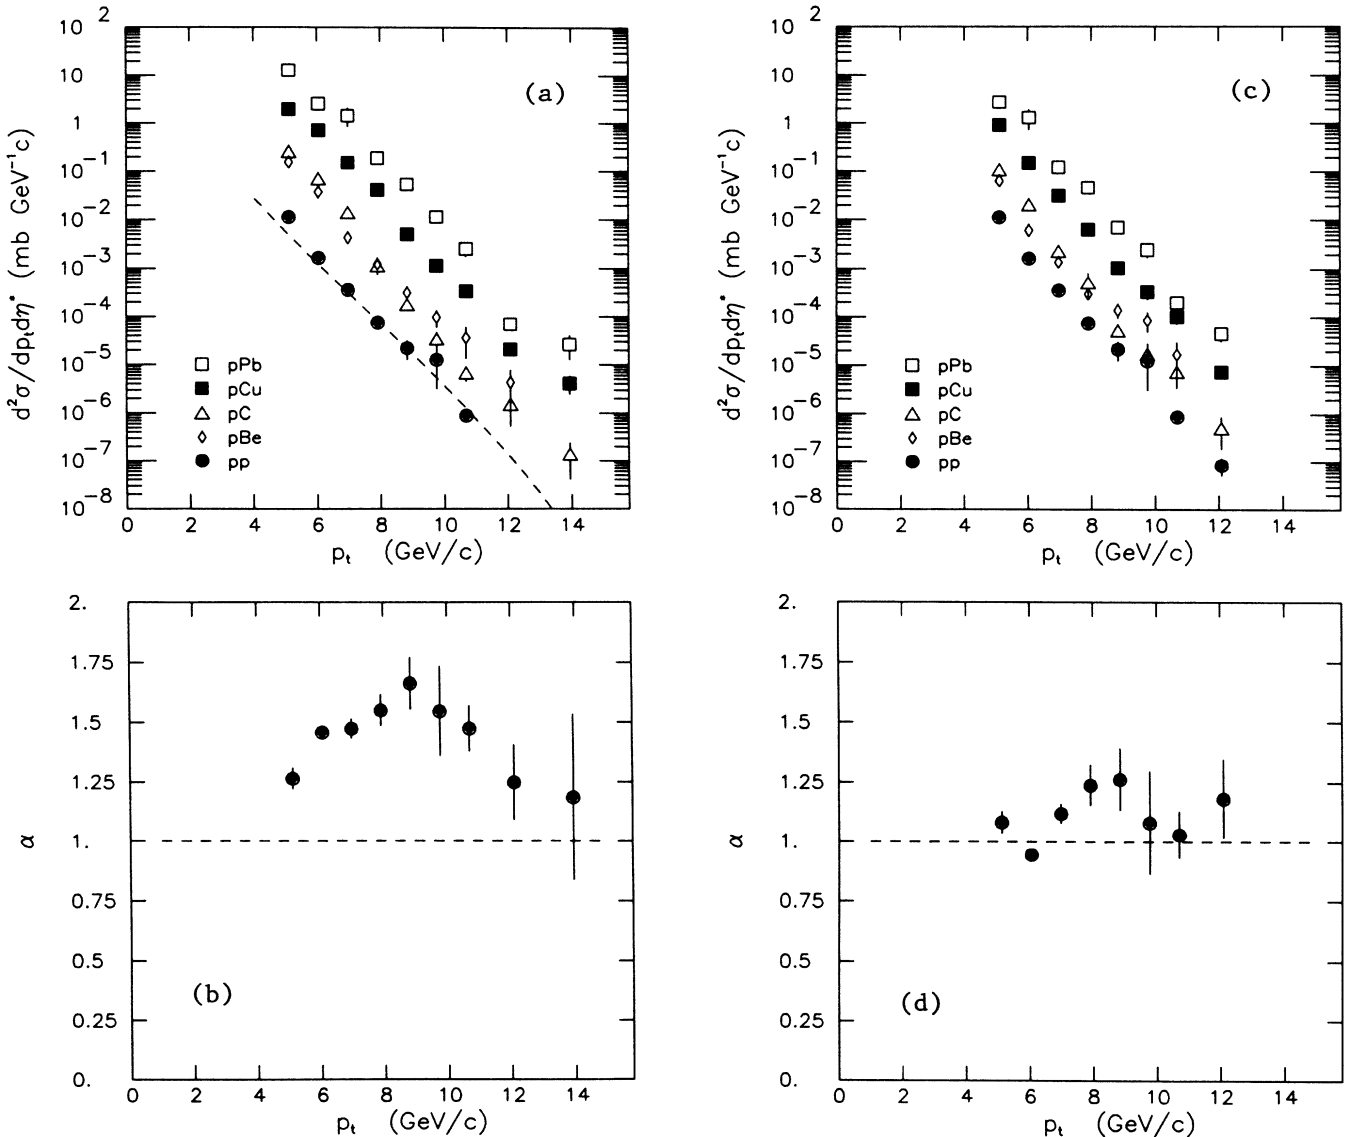 (a)
d²σ/dpₜdη* (mb GeV⁻¹c)
10 ²
10
1
10⁻¹
10⁻²
10⁻³
10⁻⁴
10⁻⁵
10⁻⁶
10⁻⁷
10⁻⁸
pPb
pCu
pC
pBe
pp
0 2 4 6 8 10 12 14
pₜ (GeV/c)
(c)
d²σ/dpₜdη* (mb GeV⁻¹c)
10 ²
10
1
10⁻¹
10⁻²
10⁻³
10⁻⁴
10⁻⁵
10⁻⁶
10⁻⁷
10⁻⁸
pPb
pCu
pC
pBe
pp
0 2 4 6 8 10 12 14
pₜ (GeV/c)
2.
1.75
1.5
1.25
1.
0.75
0.5
0.25
0.
α
(b)
0 2 4 6 8 10 12 14
pₜ (GeV/c)
2.
1.75
1.5
1.25
1.
0.75
0.5
0.25
0.
α
(d)
0 2 4 6 8 10 12 14
pₜ (GeV/c)